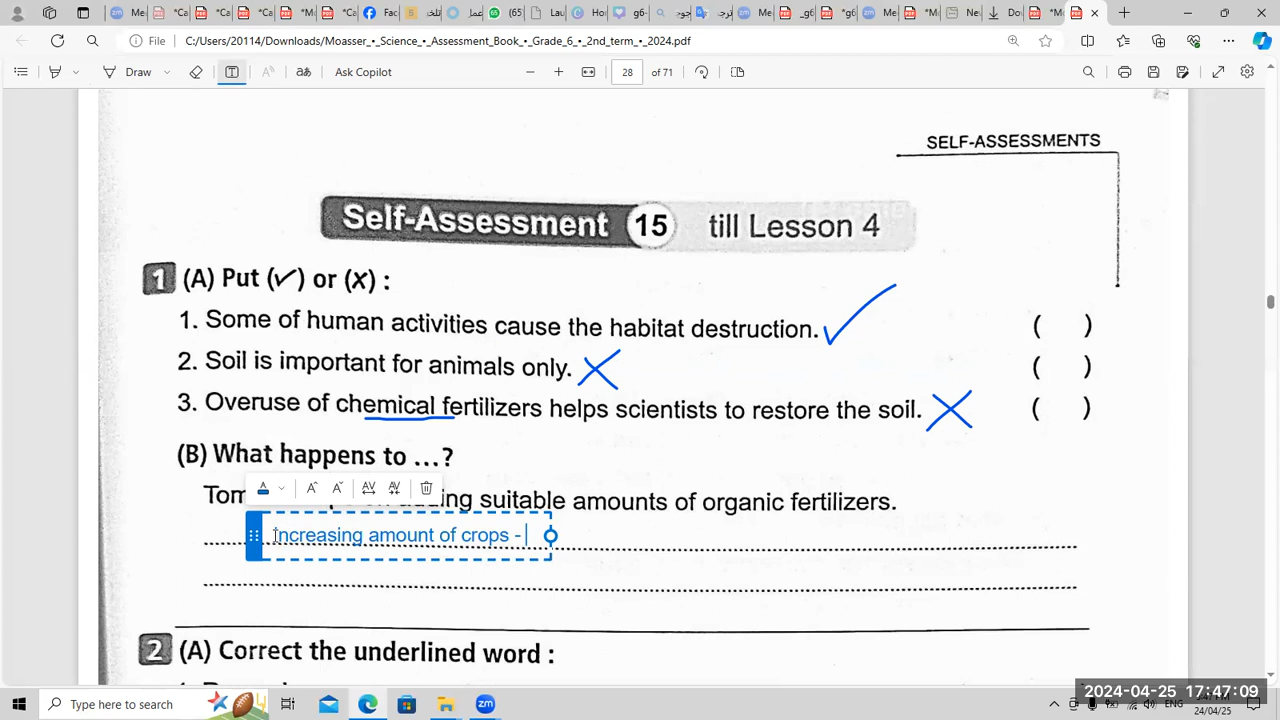 File
C:/Users/20114/Downloads/Moasser_•_Science_•_Assessment_Book_•_Grade_6_•_2nd_term_•_2024.pdf
Draw
Ask Copilot
28 of 71
SELF-ASSESSMENTS
Self-Assessment 15 till Lesson 4
1 (A) Put (✓) or (x) :
1. Some of human activities cause the habitat destruction. ( )
2. Soil is important for animals only. ( )
3. Overuse of chemical fertilizers helps scientists to restore the soil. ( )
(B) What happens to ...?
suitable amounts of organic fertilizers.
Increasing amount of crops -
2 (A) Correct the underlined word :
Type here to search
2024-04-25 17:47:09
ENG
24/04/25